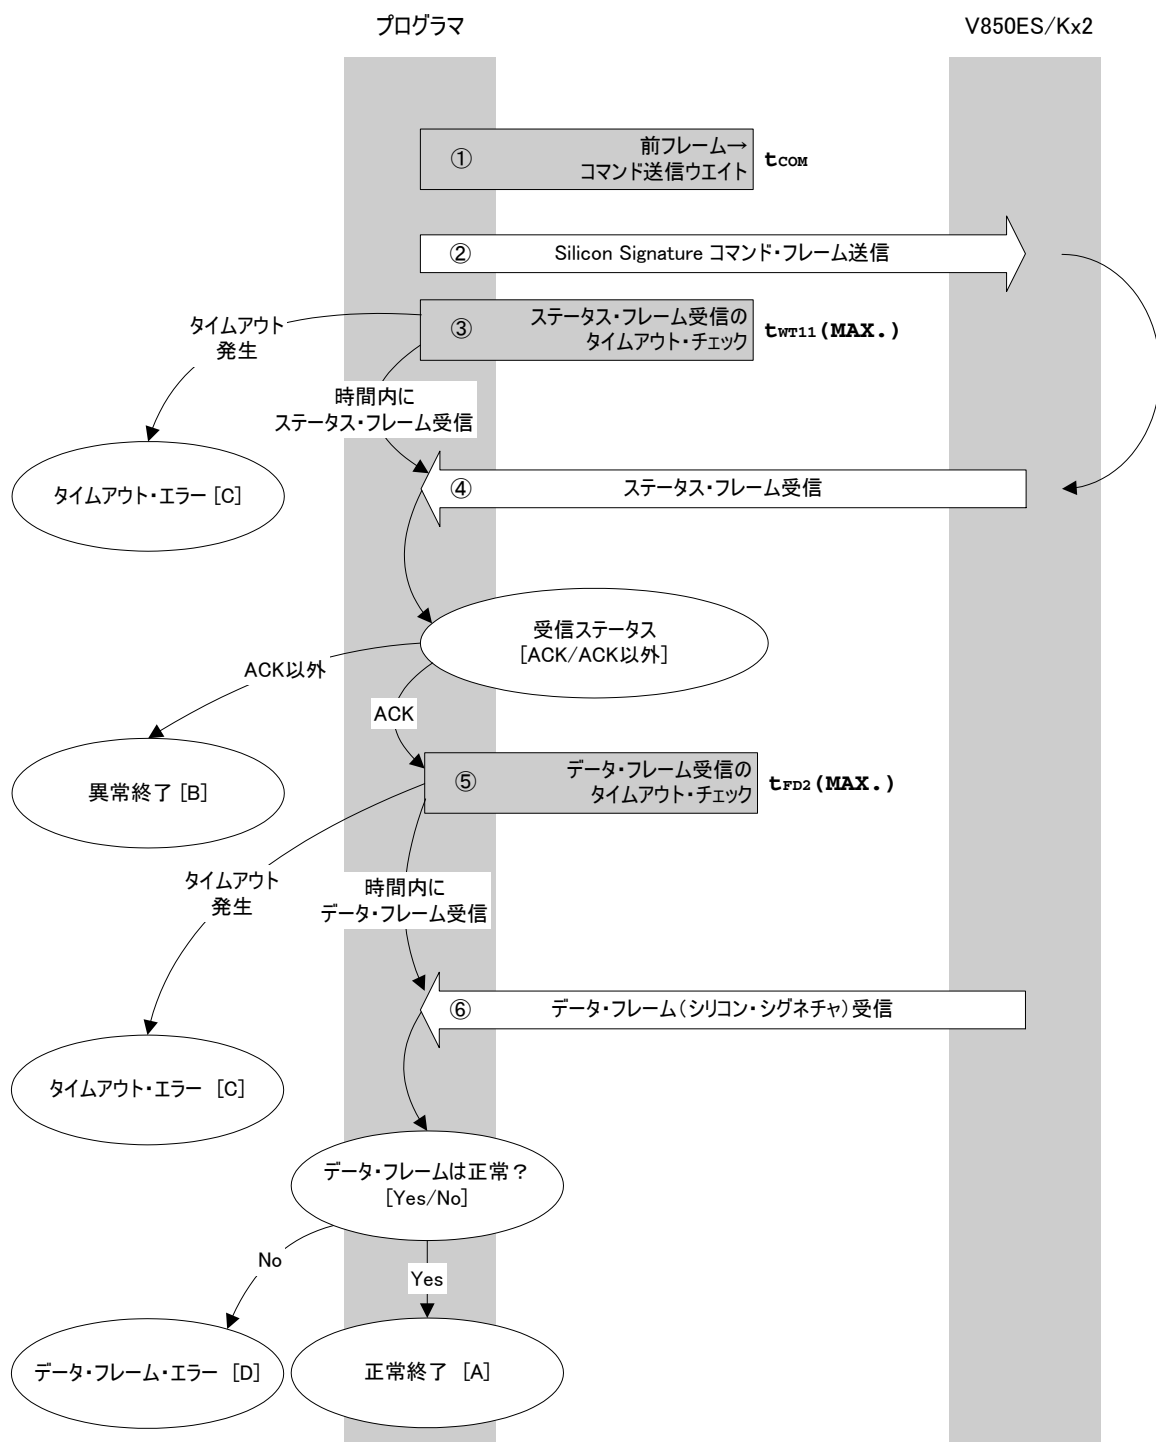 プログラマ
V850ES/Kx2
① 前フレーム→
コマンド送信ウエイト
tCOM
② Silicon Signature コマンド・フレーム送信
③ ステータス・フレーム受信の
タイムアウト・チェック
tWT11(MAX.)
タイムアウト
発生
時間内に
ステータス・フレーム受信
タイムアウト・エラー [C]
④ ステータス・フレーム受信
受信ステータス
[ACK/ACK以外]
ACK以外
ACK
異常終了 [B]
⑤ データ・フレーム受信の
タイムアウト・チェック
tFD2(MAX.)
タイムアウト
発生
時間内に
データ・フレーム受信
⑥ データ・フレーム（シリコン・シグネチャ）受信
タイムアウト・エラー [C]
データ・フレームは正常？
[Yes/No]
No
Yes
データ・フレーム・エラー [D]
正常終了 [A]